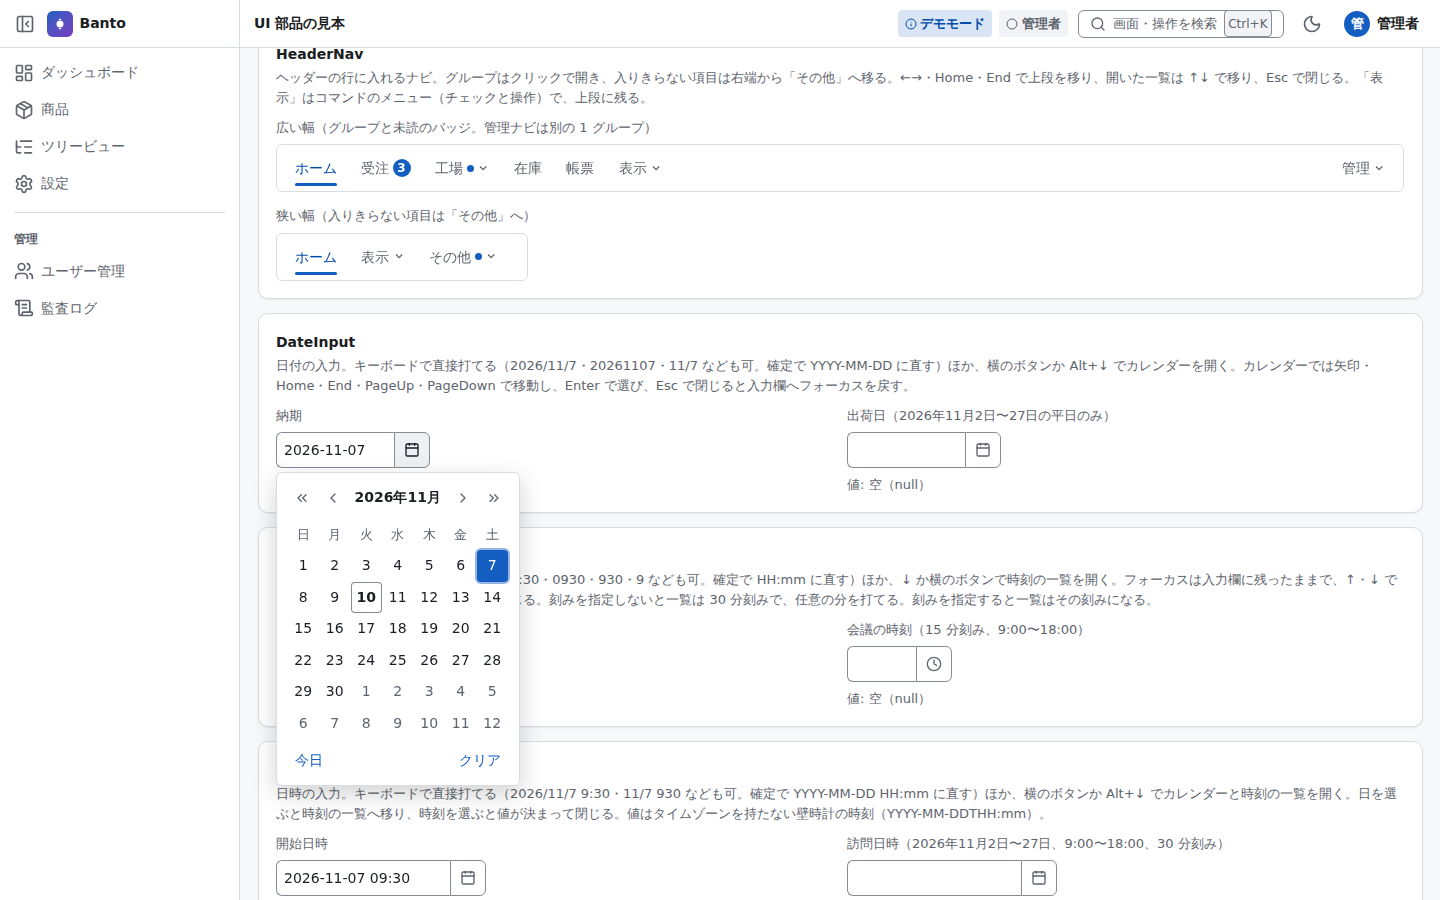 Banto
UI 部品の見本
デモモード
管理者
画面・操作を検索 Ctrl+K
管 管理者
ダッシュボード
商品
ツリービュー
設定
管理
ユーザー管理
監査ログ
HeaderNav
ヘッダーの行に入れるナビ。グループはクリックで開き、入りきらない項目は右端から「その他」へ移る。←→・Home・End で上段を移り、開いた一覧は ↑↓ で移り、Esc で閉じる。「表
示」はコマンドのメニュー（チェックと操作）で、上段に残る。
広い幅（グループと未読のバッジ。管理ナビは別の 1 グループ）
ホーム 受注 3 工場 在庫 帳票 表示 管理
狭い幅（入りきらない項目は「その他」へ）
ホーム 表示 その他
DateInput
日付の入力。キーボードで直接打てる（2026/11/7・20261107・11/7 なども可。確定で YYYY-MM-DD に直す）ほか、横のボタンか Alt+↓ でカレンダーを開く。カレンダーでは矢印・
Home・End・PageUp・PageDown で移動し、Enter で選び、Esc で閉じると入力欄へフォーカスを戻す。
納期
2026-11-07
出荷日（2026年11月2日〜27日の平日のみ）
値: 空（null）
2026年11月
日 月 火 水 木 金 土
1 2 3 4 5 6 7
8 9 10 11 12 13 14
15 16 17 18 19 20 21
22 23 24 25 26 27 28
29 30 1 2 3 4 5
6 7 8 9 10 11 12
今日 クリア
:30・0930・930・9 なども可。確定で HH:mm に直す）ほか、↓ か横のボタンで時刻の一覧を開く。フォーカスは入力欄に残ったままで、↑・↓ で
る。刻みを指定しないと一覧は 30 分刻みで、任意の分を打てる。刻みを指定すると一覧はその刻みになる。
会議の時刻（15 分刻み、9:00〜18:00）
値: 空（null）
日時の入力。キーボードで直接打てる（2026/11/7 9:30・11/7 930 なども可。確定で YYYY-MM-DD HH:mm に直す）ほか、横のボタンか Alt+↓ でカレンダーと時刻の一覧を開く。日を選
ぶと時刻の一覧へ移り、時刻を選ぶと値が決まって閉じる。値はタイムゾーンを持たない壁時計の時刻（YYYY-MM-DDTHH:mm）。
開始日時
2026-11-07 09:30
訪問日時（2026年11月2日〜27日、9:00〜18:00、30 分刻み）